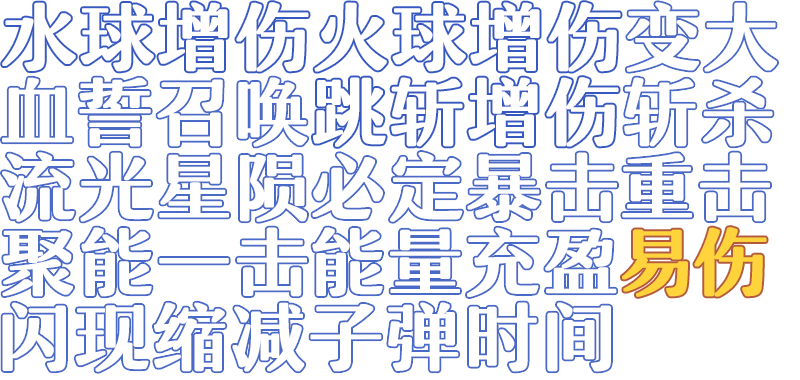 水球增伤火球增伤变大
血誓召唤跳斩增伤斩杀
流光星陨必定暴击重击
聚能一击能量充盈易伤
闪现缩减子弹时间